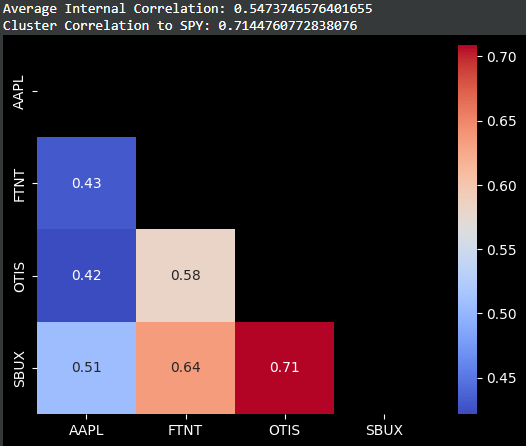 Average Internal Correlation: 0.5473746576401655
Cluster Correlation to SPY: 0.7144760772838076
AAPL
0.70
0.65
FTNT
0.43
0.60
0.55
OTIS
0.42
0.58
0.50
SBUX
0.51
0.64
0.71
0.45
AAPL
FTNT
OTIS
SBUX